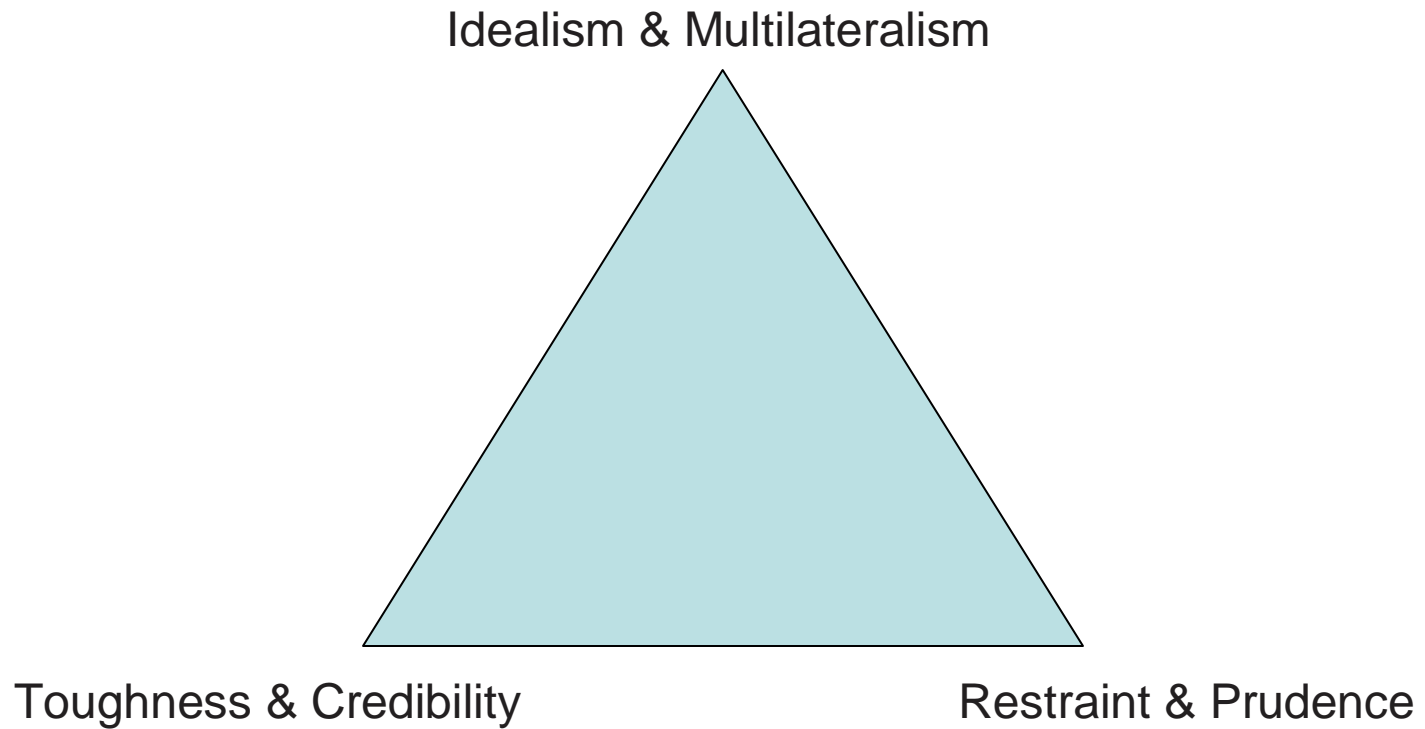 Idealism & Multilateralism
Toughness & Credibility
Restraint & Prudence